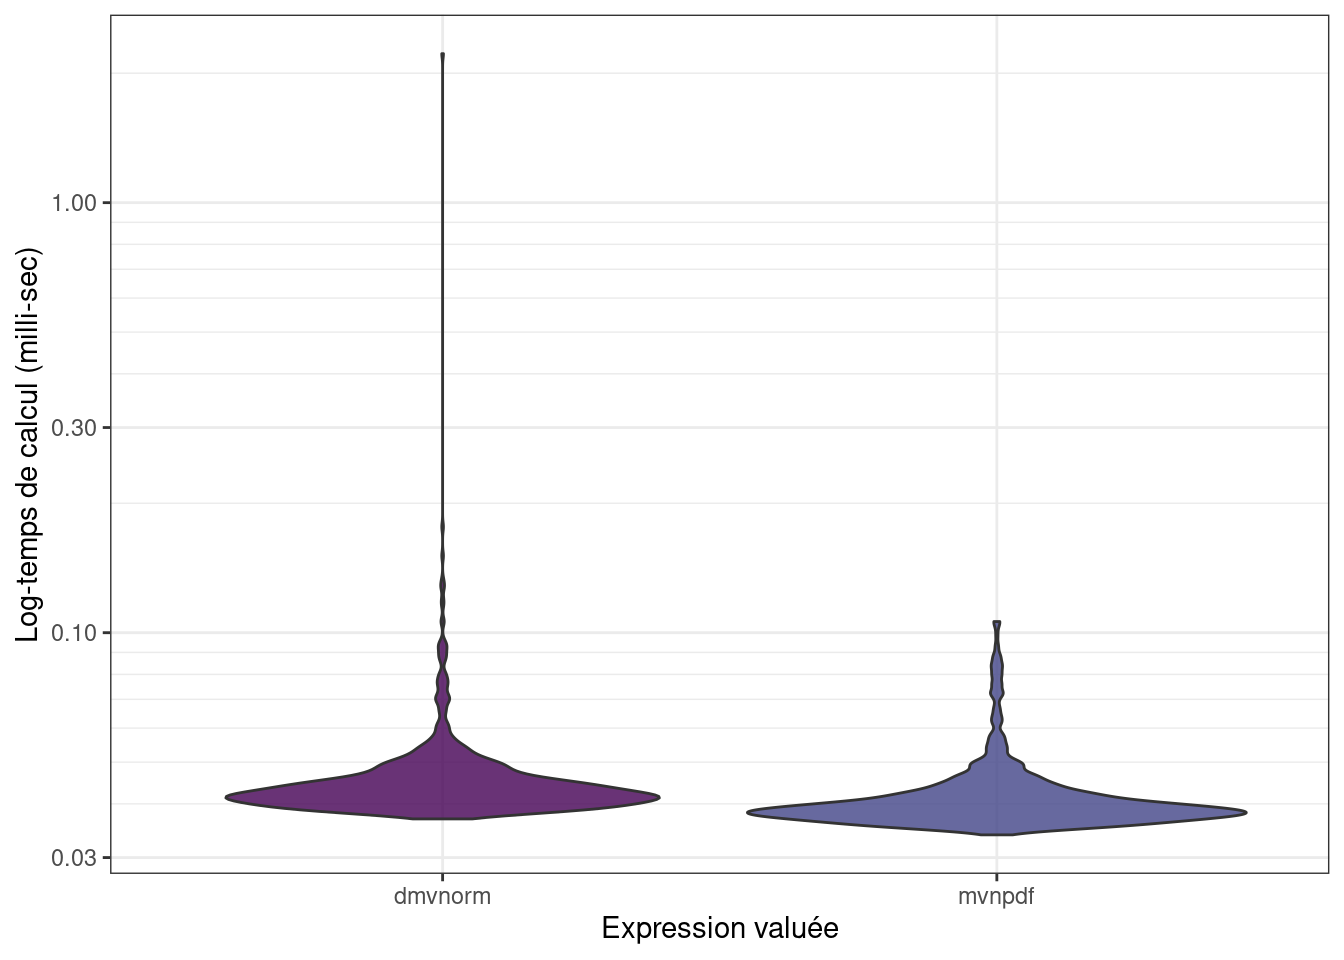 Log-temps de calcul (milli-sec)
1.00
0.30
0.10
0.03
dmvnorm
mvnpdf
Expression valuée